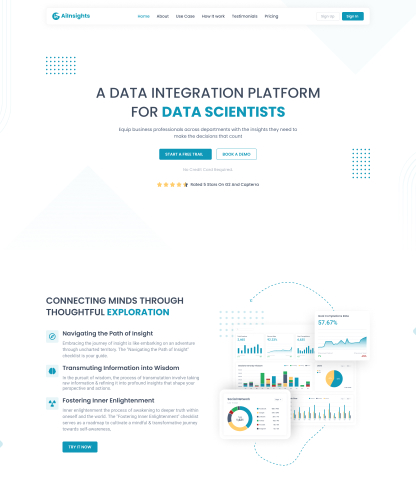 AIInsights
Home About Use Case How it work Testimonials Pricing
Sign Up Sign In
A DATA INTEGRATION PLATFORM
FOR DATA SCIENTISTS
Equip business professionals across departments with the insights they need to
make the decisions that count
START A FREE TRAIL BOOK A DEMO
No Credit Card Required
Rated 5 Stars On G2 And Capterra
CONNECTING MINDS THROUGH
THOUGHTFUL EXPLORATION
Navigating the Path of Insight
Embracing the journey of insight is like embarking on an adventure
through uncharted territory. The "Navigating the Path of Insight"
checklist is your guide.
Transmuting Information into Wisdom
In the pursuit of wisdom, the process of transmutation involve taking
raw information & refining it into profound insights that shape your
perspective and actions.
Fostering Inner Enlightenment
Inner enlightenment the process of awakening to deeper truth within
oneself and the world. The "Fostering Inner Enlightenment" checklist
serves as a roadmap to cultivate a mindful & transformative journey
towards self-awareness.
TRY IT NOW
57.67%